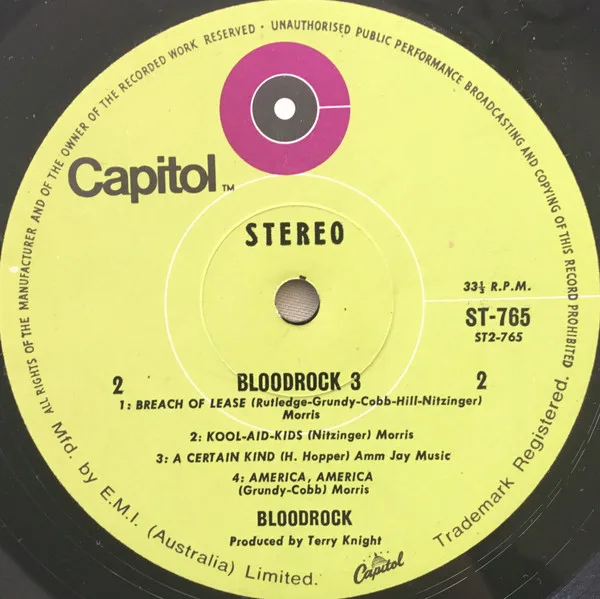 ALL RIGHTS OF THE MANUFACTURER AND OF THE OWNER OF THE RECORDED WORK RESERVED · UNAUTHORISED PUBLIC PERFORMANCE BROADCASTING AND COPYING OF THIS RECORD PROHIBITED
Capitol TM
STEREO
33⅓ R.P.M.
ST-765
ST2-765
2 BLOODROCK 3 2
1: BREACH OF LEASE (Rutledge-Grundy-Cobb-Hill-Nitzinger)
Morris
2: KOOL-AID-KIDS (Nitzinger) Morris
3: A CERTAIN KIND (H. Hopper) Amm Jay Music
4: AMERICA, AMERICA
(Grundy-Cobb) Morris
BLOODROCK
Produced by Terry Knight
Mfd. by E.M.I. (Australia) Limited. Capitol Trademark Registered.